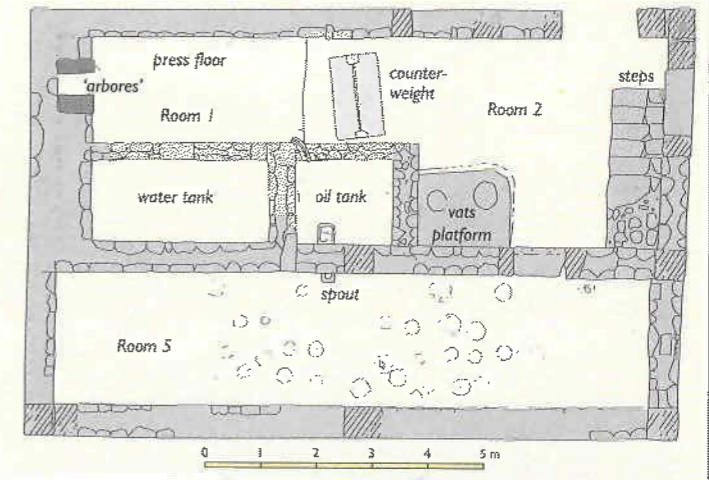 press floor
'arbores'
Room 1
counter-
weight
Room 2
steps
water tank
oil tank
vats
platform
spout
Room 5
0 1 2 3 4 5 m